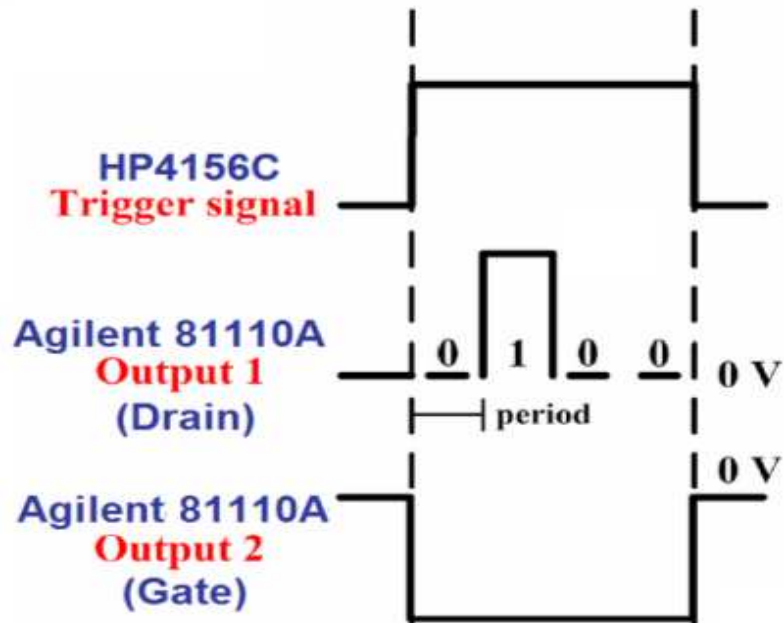 HP4156C
Trigger signal
Agilent 81110A
Output 1
(Drain)
0 1 0 0
0 V
period
0 V
Agilent 81110A
Output 2
(Gate)